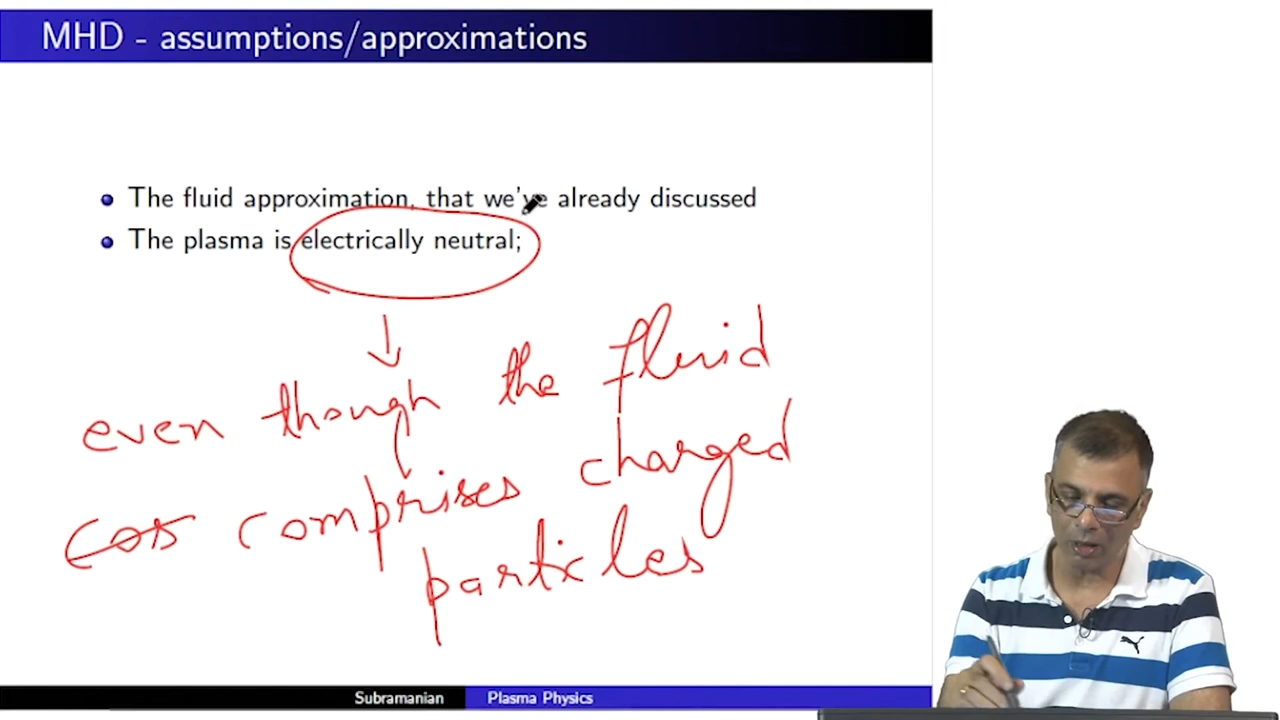 MHD - assumptions/approximations
The fluid approximation, that we've already discussed
The plasma is electrically neutral;
even though the fluid
cos comprises charged
particles
Subramanian Plasma Physics